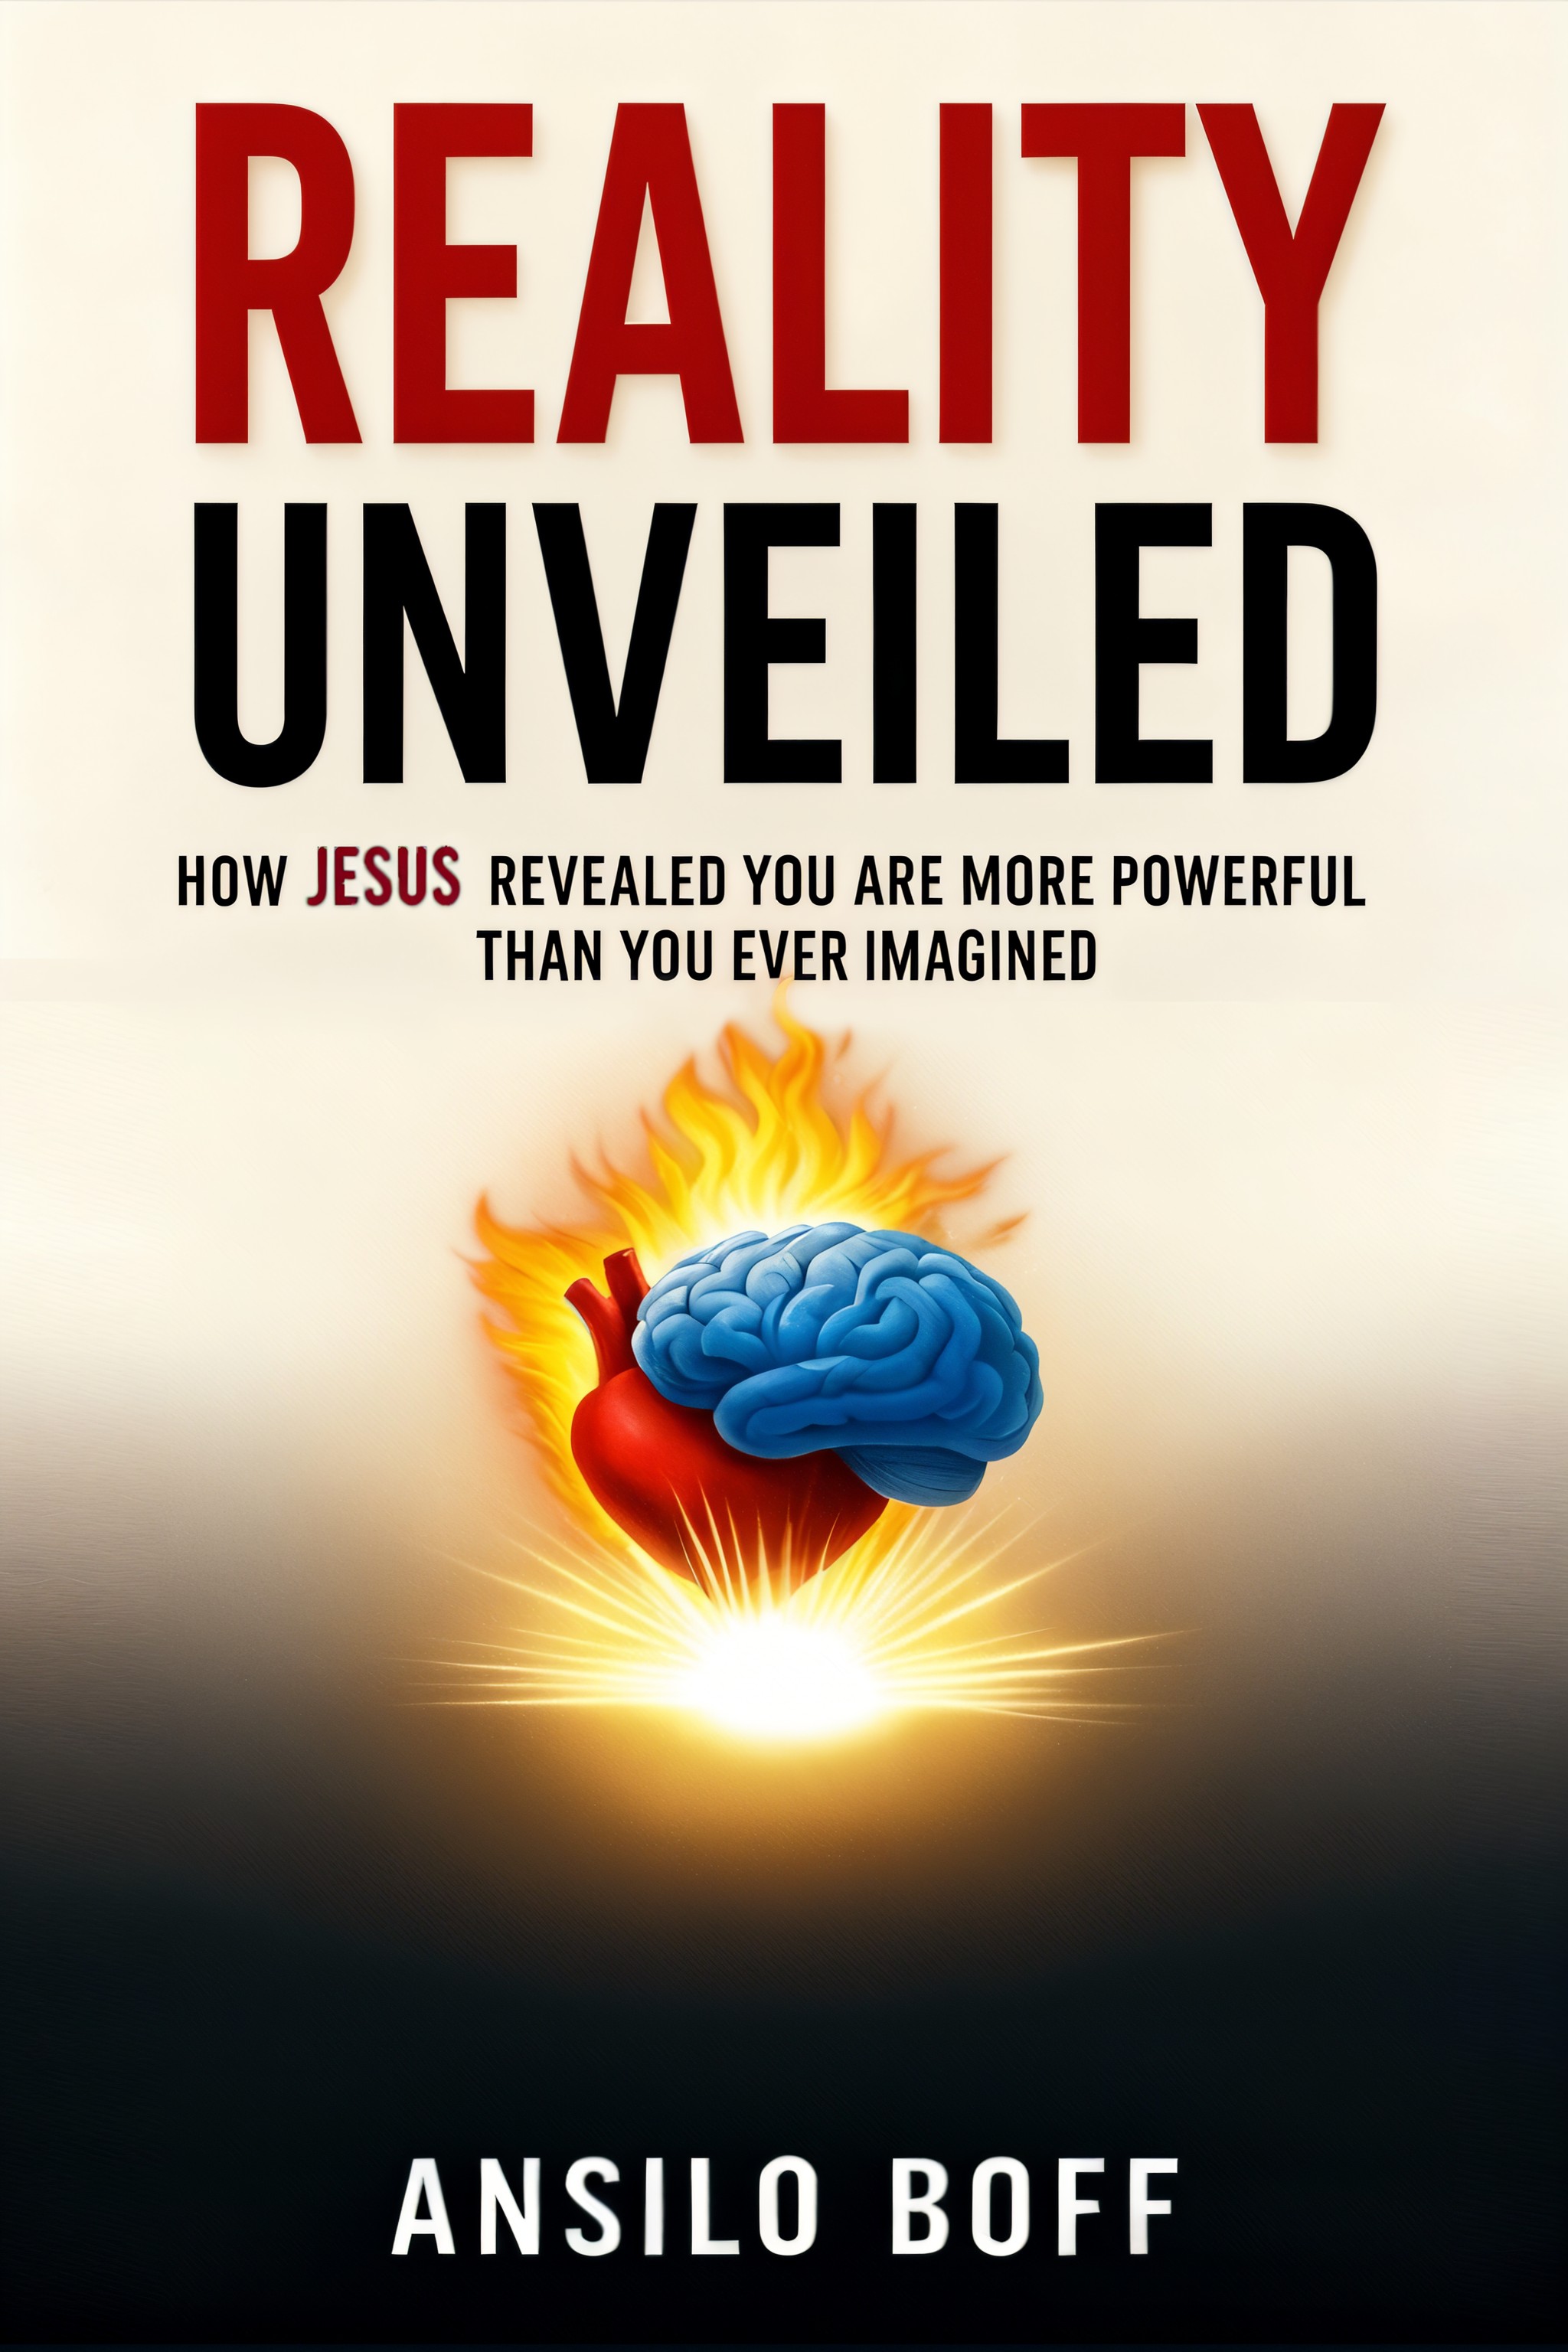 REALITY
UNVEILED
HOW JESUS REVEALED YOU ARE MORE POWERFUL
THAN YOU EVER IMAGINED
ANSILO BOFF